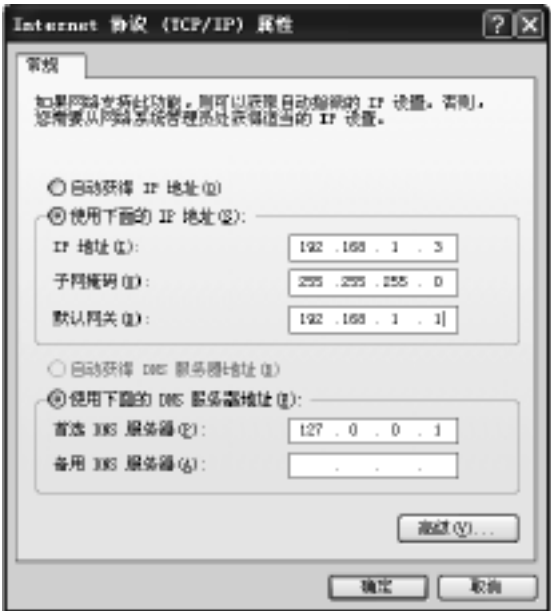 Internet 协议 (TCP/IP) 属性
常规
如果网络支持此功能,则可以获取自动指派的 IP 设置。否则,
您需要从网络系统管理员处获得适当的 IP 设置。
自动获得 IP 地址(O)
使用下面的 IP 地址(S):
IP 地址(I):
192 .168 . 1 . 3
子网掩码(U):
255 .255 .255 . 0
默认网关(D):
192 .168 . 1 . 1
自动获得 DNS 服务器地址(B)
使用下面的 DNS 服务器地址(E):
首选 DNS 服务器(P):
127 . 0 . 0 . 1
备用 DNS 服务器(A):
. . .
高级(V)...
确定
取消